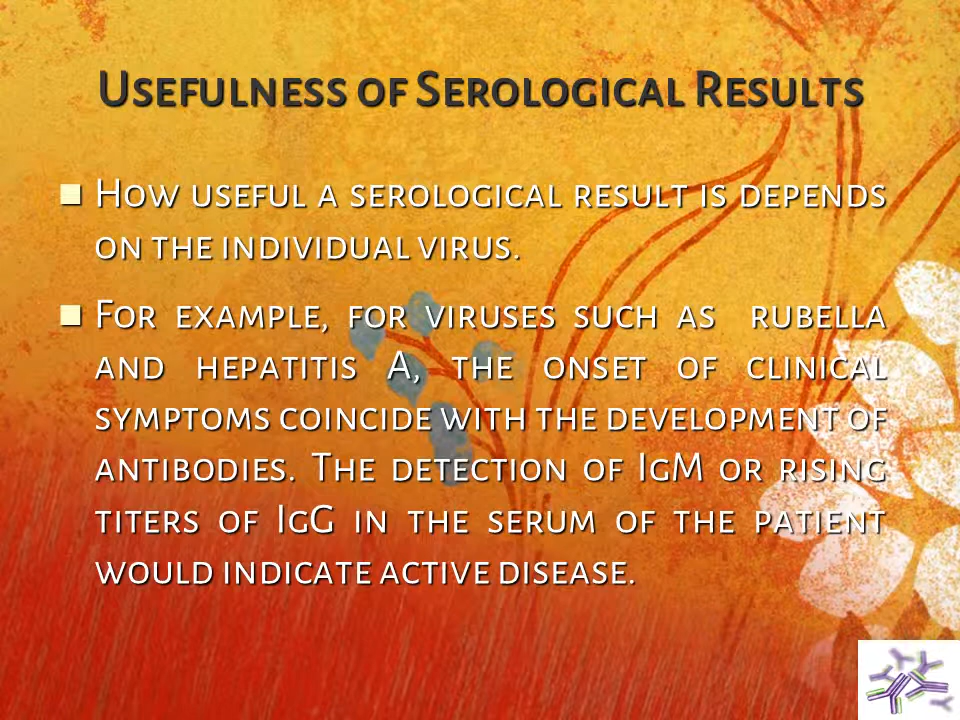 Usefulness of Serological Results
How useful a serological result is depends
on the individual virus.
For example, for viruses such as rubella
and hepatitis A, the onset of clinical
symptoms coincide with the development of
antibodies. The detection of IgM or rising
titers of IgG in the serum of the patient
would indicate active disease.